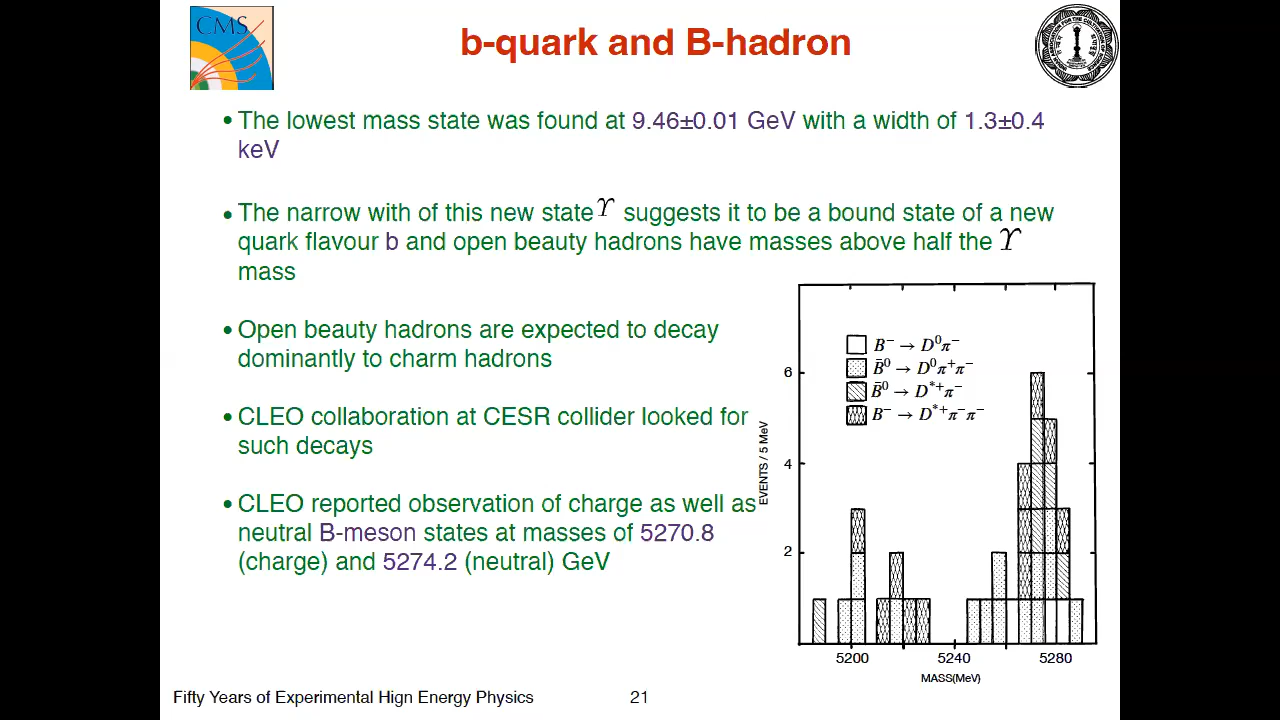 CMS
b-quark and B-hadron
• The lowest mass state was found at 9.46±0.01 GeV with a width of 1.3±0.4
keV
• The narrow with of this new state ϒ suggests it to be a bound state of a new
quark flavour b and open beauty hadrons have masses above half the ϒ
mass
• Open beauty hadrons are expected to decay
dominantly to charm hadrons
• CLEO collaboration at CESR collider looked for
such decays
• CLEO reported observation of charge as well as
neutral B-meson states at masses of 5270.8
(charge) and 5274.2 (neutral) GeV
B⁻ → D⁰π⁻
B̄⁰ → D⁰π⁺π⁻
B̄⁰ → D*⁺π⁻
B⁻ → D*⁺π⁻π⁻
6
4
2
EVENTS / 5 MeV
5200 5240 5280
MASS(MeV)
Fifty Years of Experimental Hign Energy Physics 21